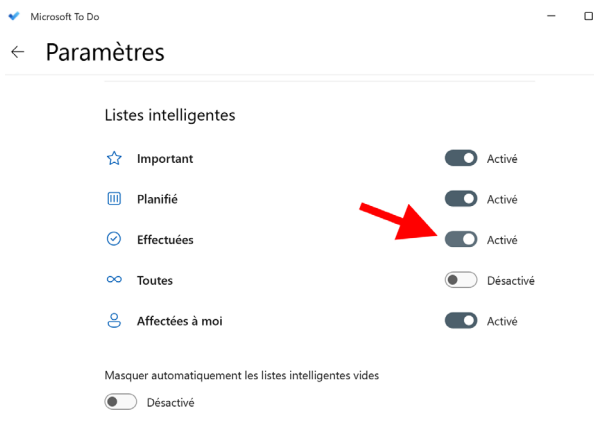 Microsoft To Do
Paramètres
Listes intelligentes
Important Activé
Planifié Activé
Effectuées Activé
Toutes Désactivé
Affectées à moi Activé
Masquer automatiquement les listes intelligentes vides
Désactivé